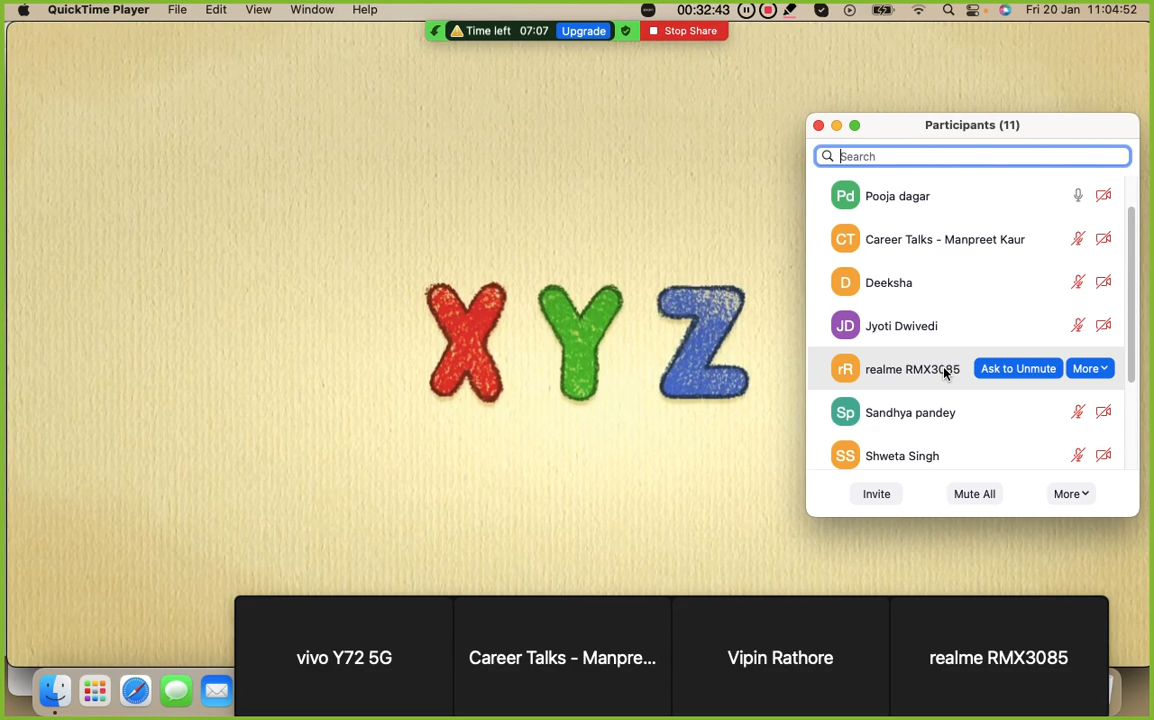 QuickTime Player File Edit View Window Help 00:32:43 Fri 20 Jan 11:04:52
Time left 07:07 Upgrade Stop Share
Participants (11)
Search
Pd Pooja dagar
CT Career Talks - Manpreet Kaur
D Deeksha
JD Jyoti Dwivedi
rR realme RMX3085 Ask to Unmute More
Sp Sandhya pandey
SS Shweta Singh
Invite Mute All More
X Y Z
vivo Y72 5G Career Talks - Manpre... Vipin Rathore realme RMX3085